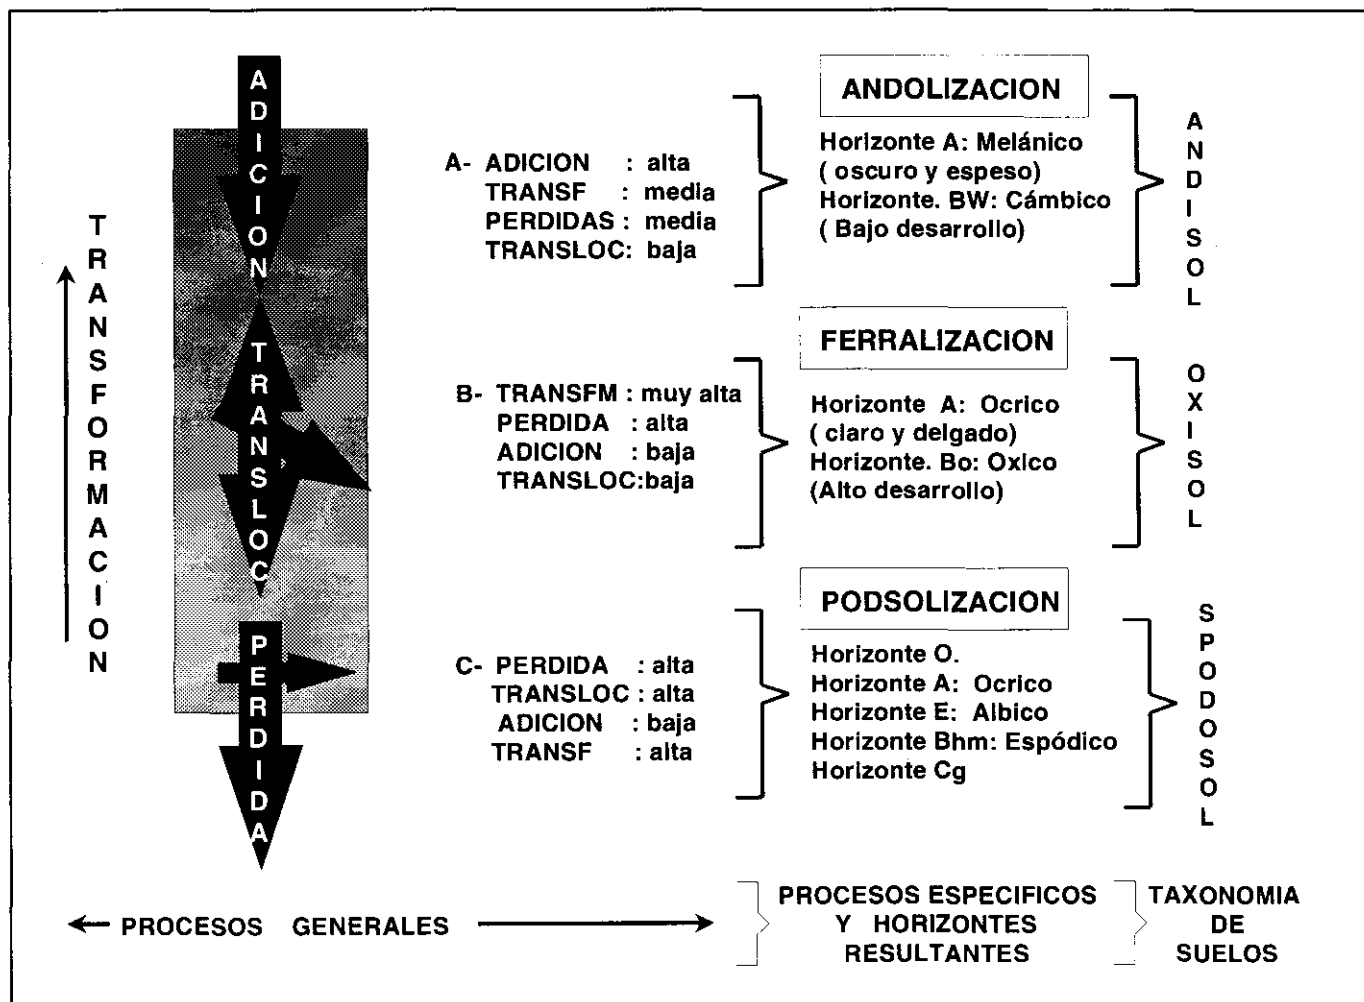 ADICION
TRANSLOC
PERDIDA
TRANSFORMACION
A- ADICION : alta
TRANSF : media
PERDIDAS : media
TRANSLOC: baja
ANDOLIZACION
Horizonte A: Melánico
( oscuro y espeso)
Horizonte. BW: Cámbico
( Bajo desarrollo)
ANDISOL
B- TRANSFM : muy alta
PERDIDA : alta
ADICION : baja
TRANSLOC:baja
FERRALIZACION
Horizonte A: Ocrico
( claro y delgado)
Horizonte. Bo: Oxico
(Alto desarrollo)
OXISOL
C- PERDIDA : alta
TRANSLOC : alta
ADICION : baja
TRANSF : alta
PODSOLIZACION
Horizonte O.
Horizonte A: Ocrico
Horizonte E: Albico
Horizonte Bhm: Espódico
Horizonte Cg
SPODOSOL
PROCESOS GENERALES
PROCESOS ESPECIFICOS
Y HORIZONTES
RESULTANTES
TAXONOMIA
DE
SUELOS